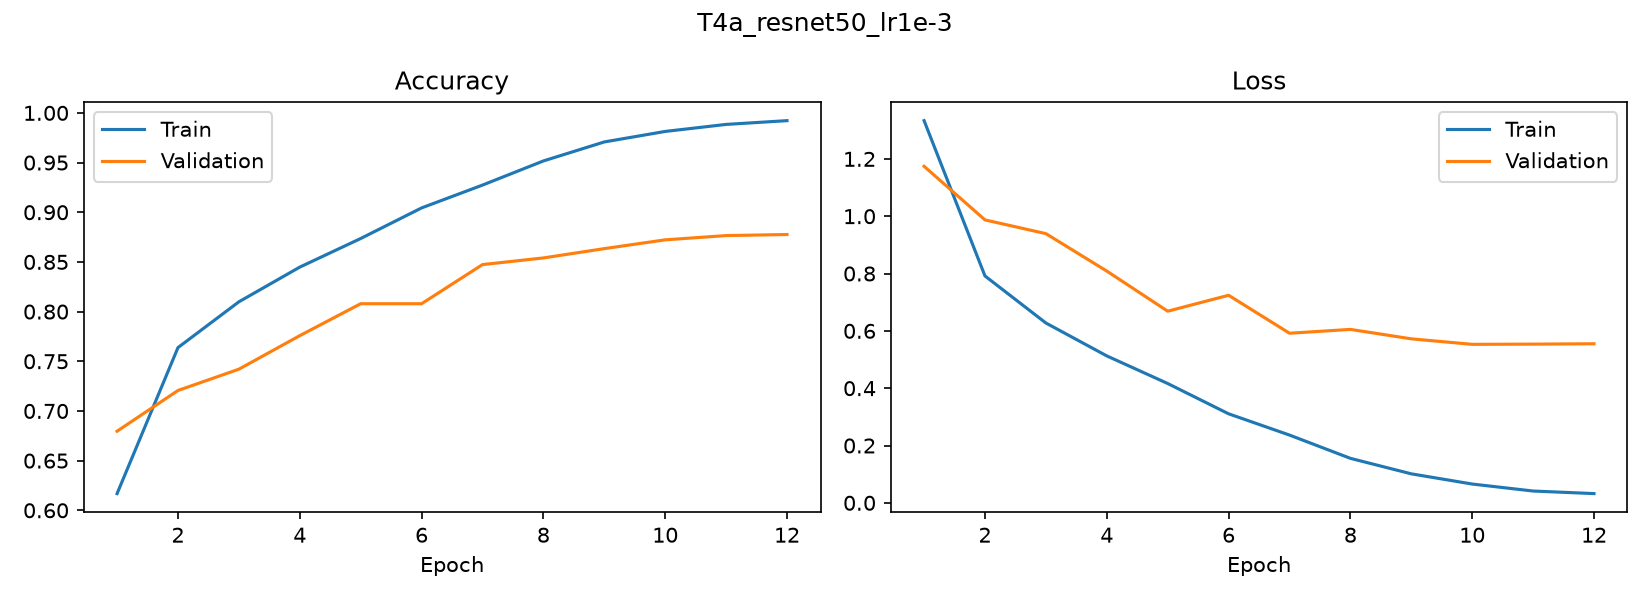 T4a_resnet50_lr1e-3
Accuracy
1.00
0.95
0.90
0.85
0.80
0.75
0.70
0.65
0.60
Train
Validation
2 4 6 8 10 12
Epoch
Loss
1.2
1.0
0.8
0.6
0.4
0.2
0.0
Train
Validation
2 4 6 8 10 12
Epoch